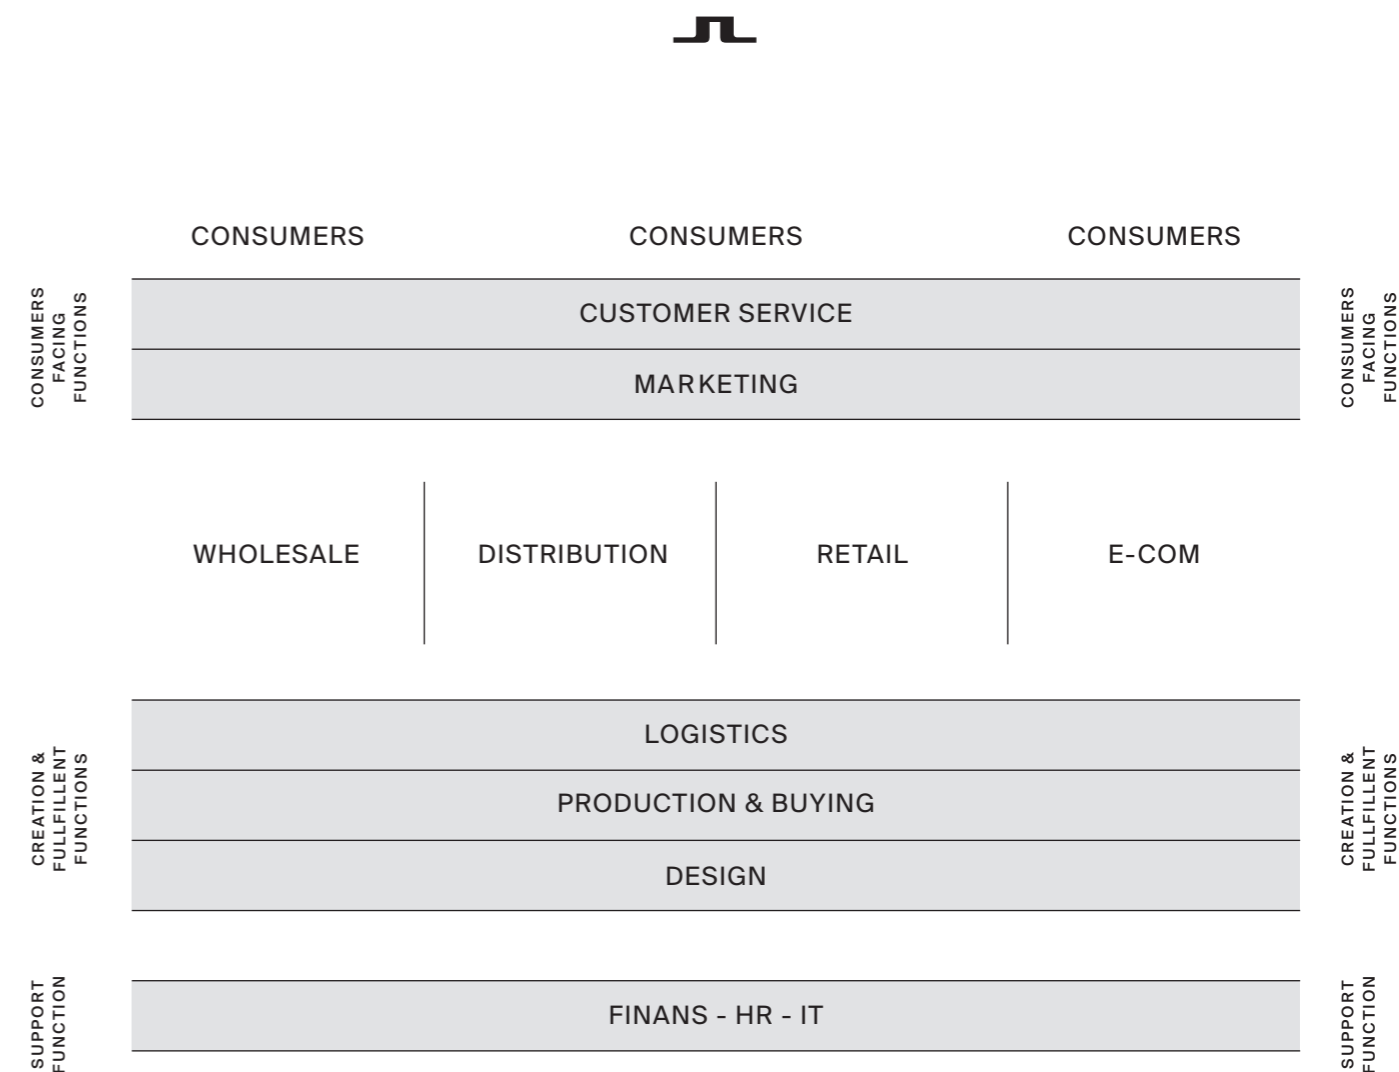 CONSUMERS CONSUMERS CONSUMERS
CONSUMERS
FACING
FUNCTIONS
CUSTOMER SERVICE
MARKETING
CONSUMERS
FACING
FUNCTIONS
WHOLESALE DISTRIBUTION RETAIL E-COM
CREATION &
FULLFILLENT
FUNCTIONS
LOGISTICS
PRODUCTION & BUYING
DESIGN
CREATION &
FULLFILLENT
FUNCTIONS
SUPPORT
FUNCTION
FINANS - HR - IT
SUPPORT
FUNCTION